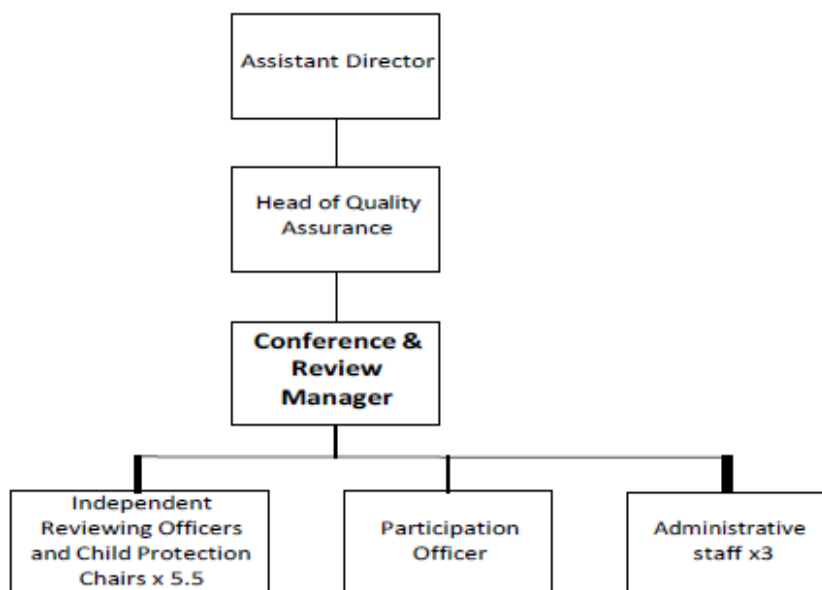 Assistant Director
Head of Quality
Assurance
Conference &
Review
Manager
Independent
Reviewing Officers
and Child Protection
Chairs x 5.5
Participation
Officer
Administrative
staff x3